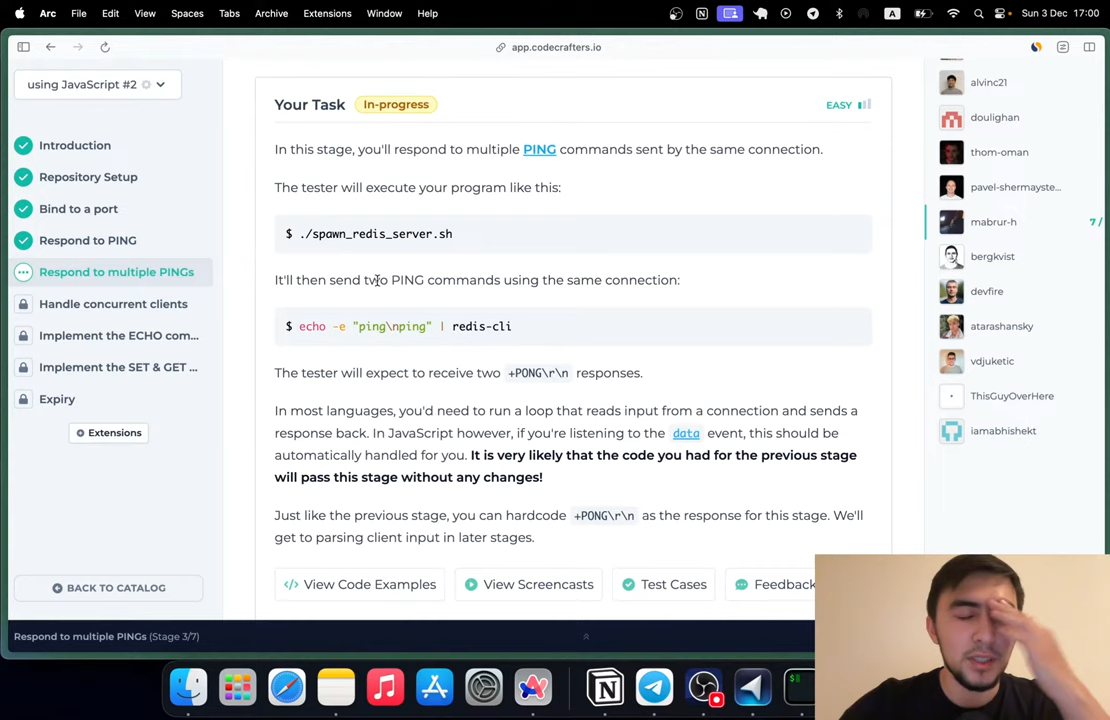 Arc File Edit View Spaces Tabs Archive Extensions Window Help A Sun 3 Dec 17:00
app.codecrafters.io
using JavaScript #2
Introduction
Repository Setup
Bind to a port
Respond to PING
Respond to multiple PINGs
Handle concurrent clients
Implement the ECHO com...
Implement the SET & GET ...
Expiry
Extensions
BACK TO CATALOG
Your Task In-progress EASY
In this stage, you'll respond to multiple PING commands sent by the same connection.
The tester will execute your program like this:
$ ./spawn_redis_server.sh
It'll then send two PING commands using the same connection:
$ echo -e "ping\nping" | redis-cli
The tester will expect to receive two +PONG\r\n responses.
In most languages, you'd need to run a loop that reads input from a connection and sends a
response back. In JavaScript however, if you're listening to the data event, this should be
automatically handled for you. It is very likely that the code you had for the previous stage
will pass this stage without any changes!
Just like the previous stage, you can hardcode +PONG\r\n as the response for this stage. We'll
get to parsing client input in later stages.
View Code Examples View Screencasts Test Cases Feedback
alvinc21
doulighan
thom-oman
pavel-shermayste...
mabrur-h 7 /
bergkvist
devfire
atarashansky
vdjuketic
ThisGuyOverHere
iamabhishekt
Respond to multiple PINGs (Stage 3/7)